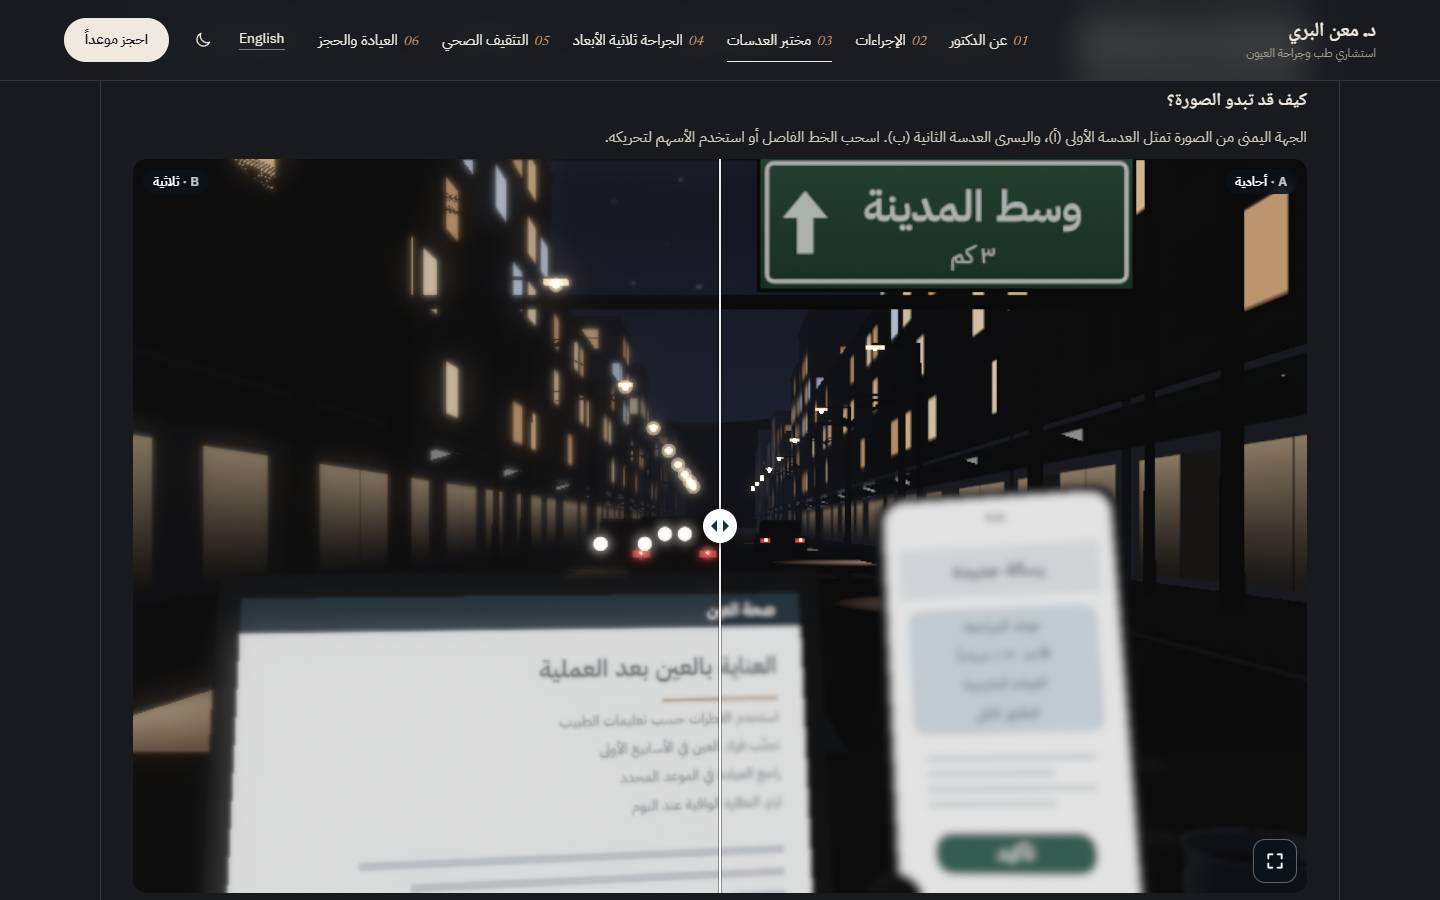 د. معن البري
استشاري طب وجراحة العيون
01 عن الدكتور
02 الإجراءات
03 مختبر العدسات
04 الجراحة ثلاثية الأبعاد
05 التثقيف الصحي
06 العيادة والحجز
English
احجز موعداً
كيف قد تبدو الصورة؟
الجهة اليمنى من الصورة تمثل العدسة الأولى (أ)، واليسرى العدسة الثانية (ب). اسحب الخط الفاصل أو استخدم الأسهم لتحريكه.
A · أحادية
B · ثلاثية
وسط المدينة
٣ كم
رسالة جديدة
صحة العين
العناية بالعين بعد العملية
استخدم القطرات حسب تعليمات الطبيب
تجنّب فرك العين في الأسابيع الأولى
راجع العيادة في الموعد المحدد
الواقية عند النوم
تأكيد